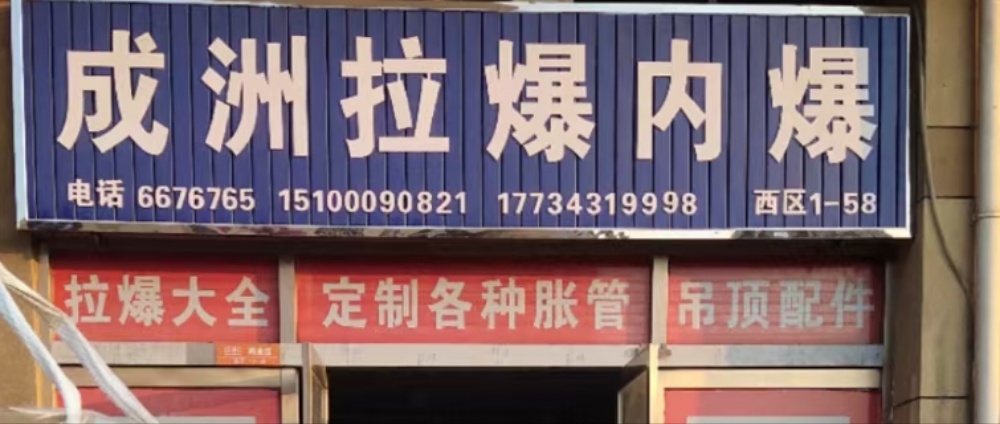 成洲拉爆内爆
电话 6676765 15100090821 17734319998 西区1-58
拉爆大全 定制各种胀管 吊顶配件